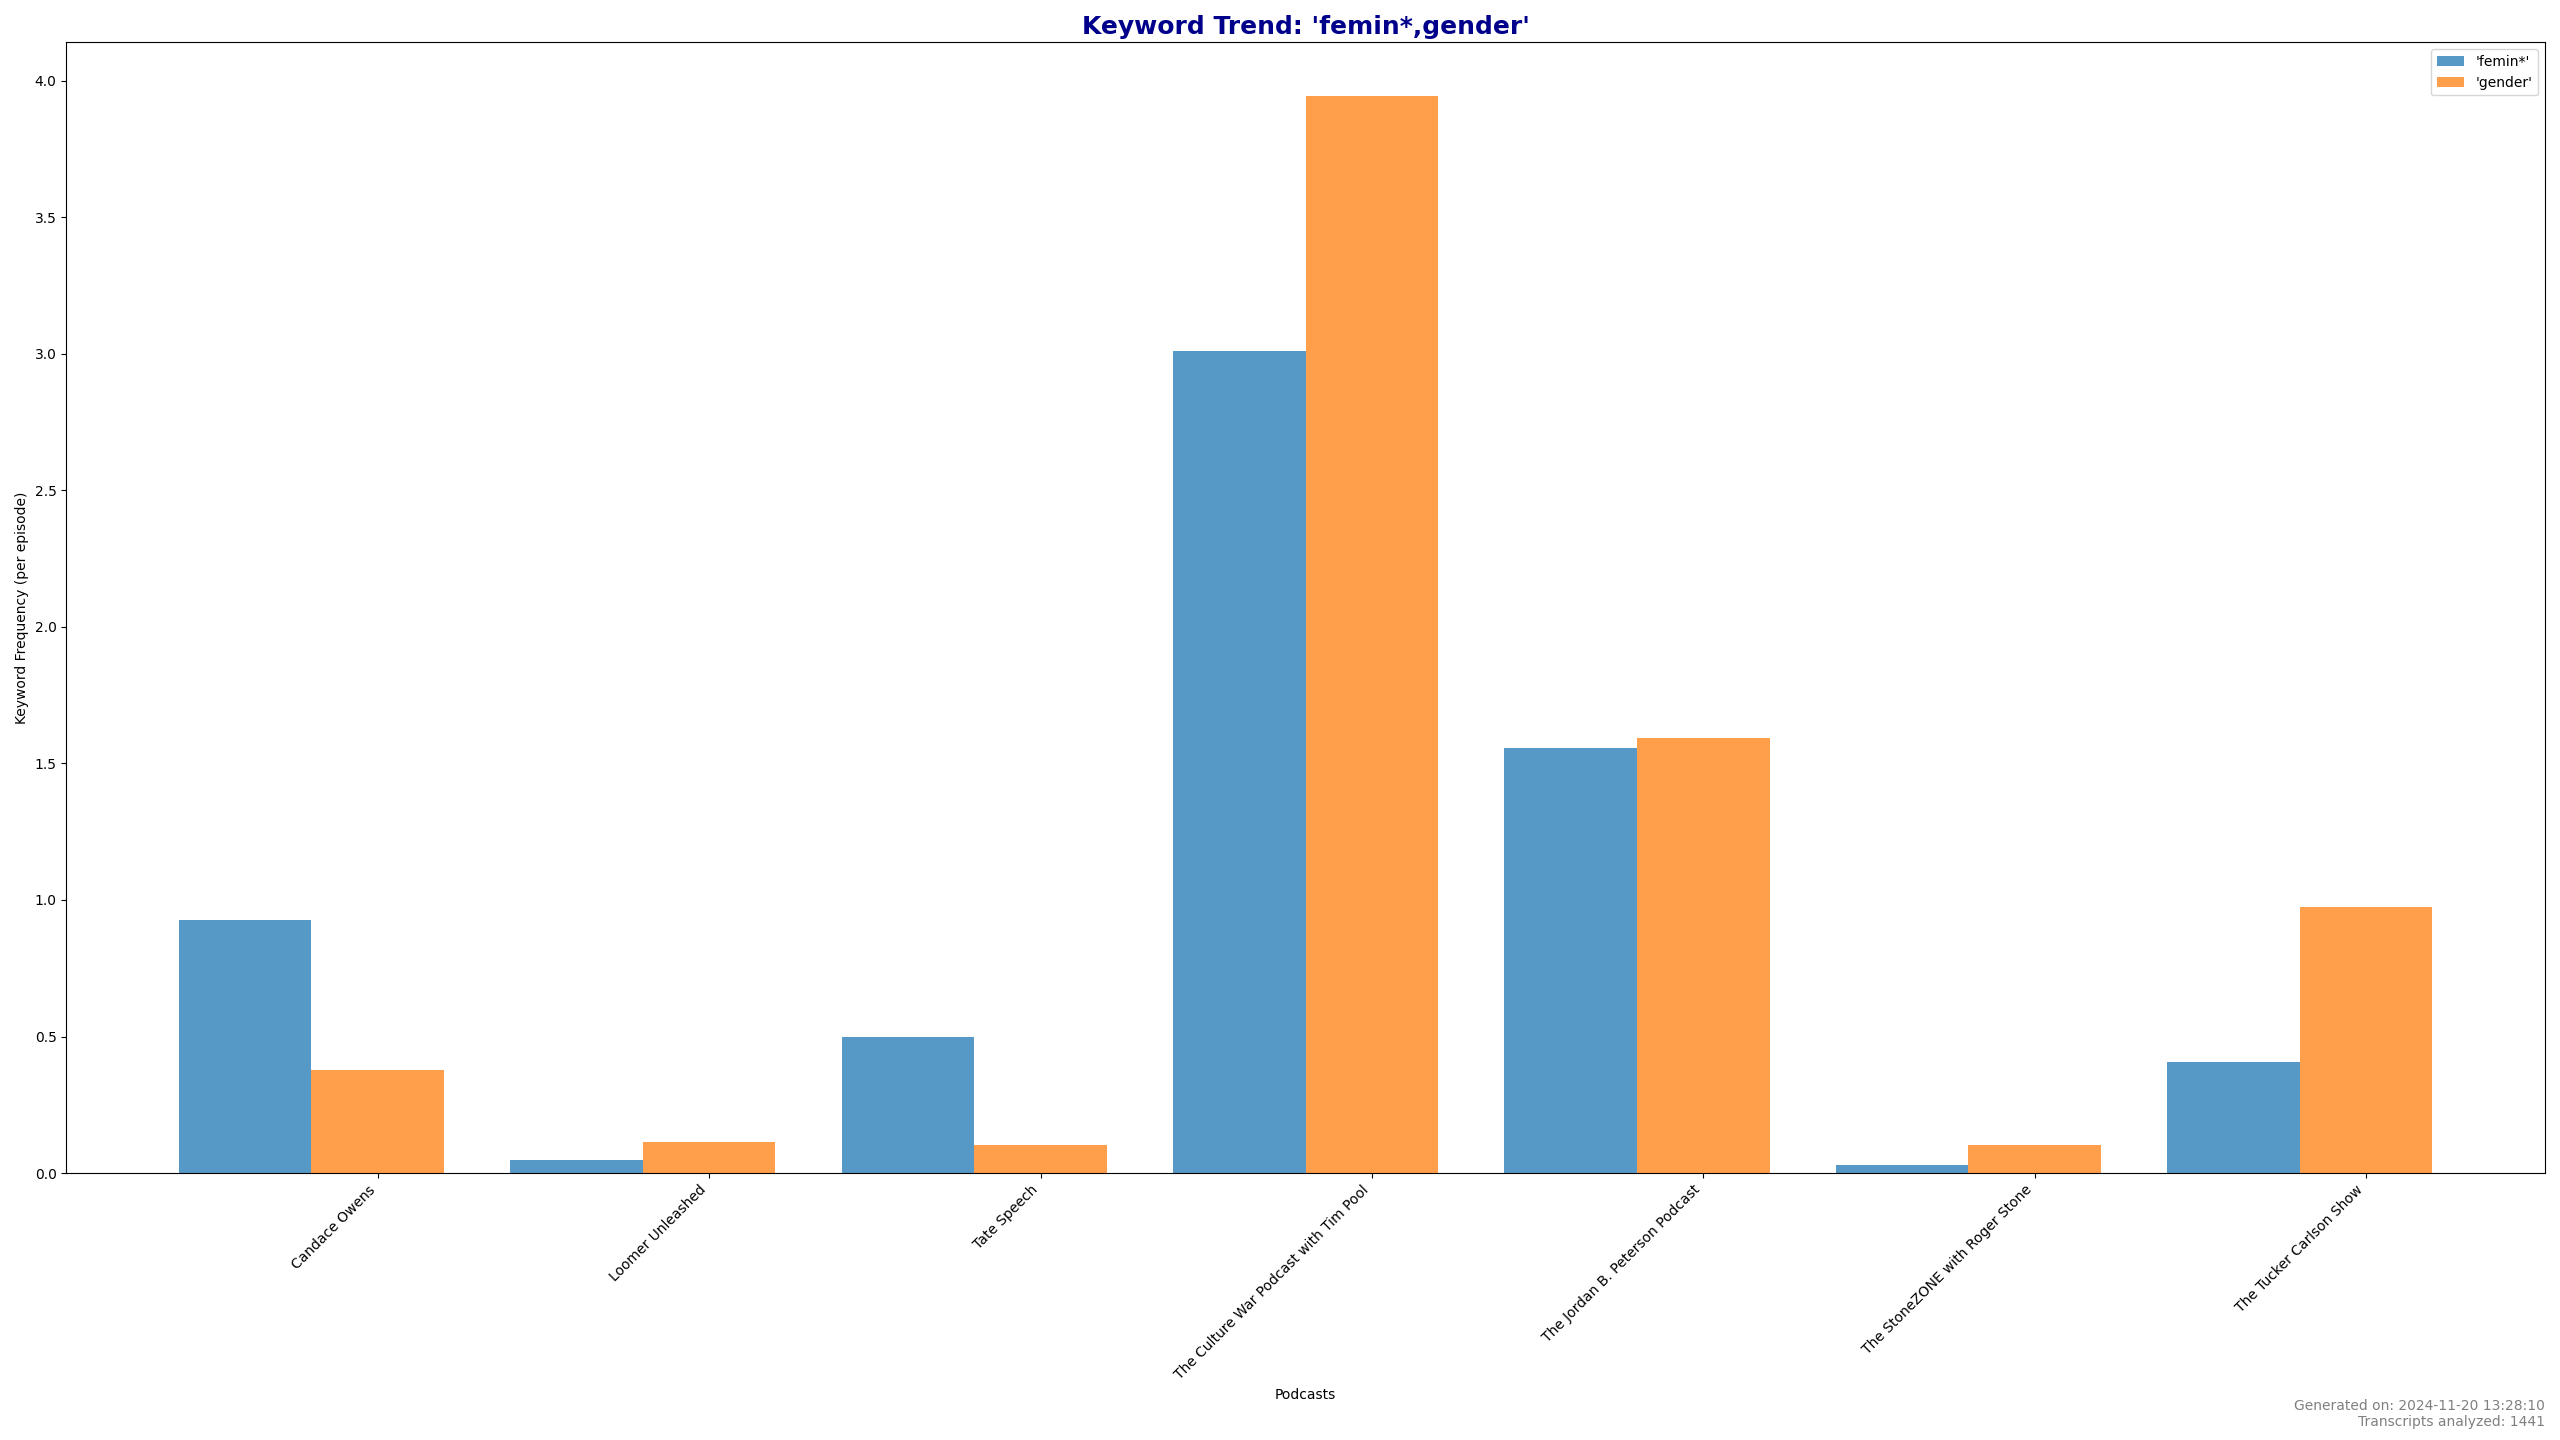 Keyword Trend: 'femin*,gender'
'femin*'
'gender'
Keyword Frequency (per episode)
4.0
3.5
3.0
2.5
2.0
1.5
1.0
0.5
0.0
Candace Owens
Loomer Unleashed
Tate Speech
The Culture War Podcast with Tim Pool
The Jordan B. Peterson Podcast
The StoneZONE with Roger Stone
The Tucker Carlson Show
Podcasts
Generated on: 2024-11-20 13:28:10
Transcripts analyzed: 1441